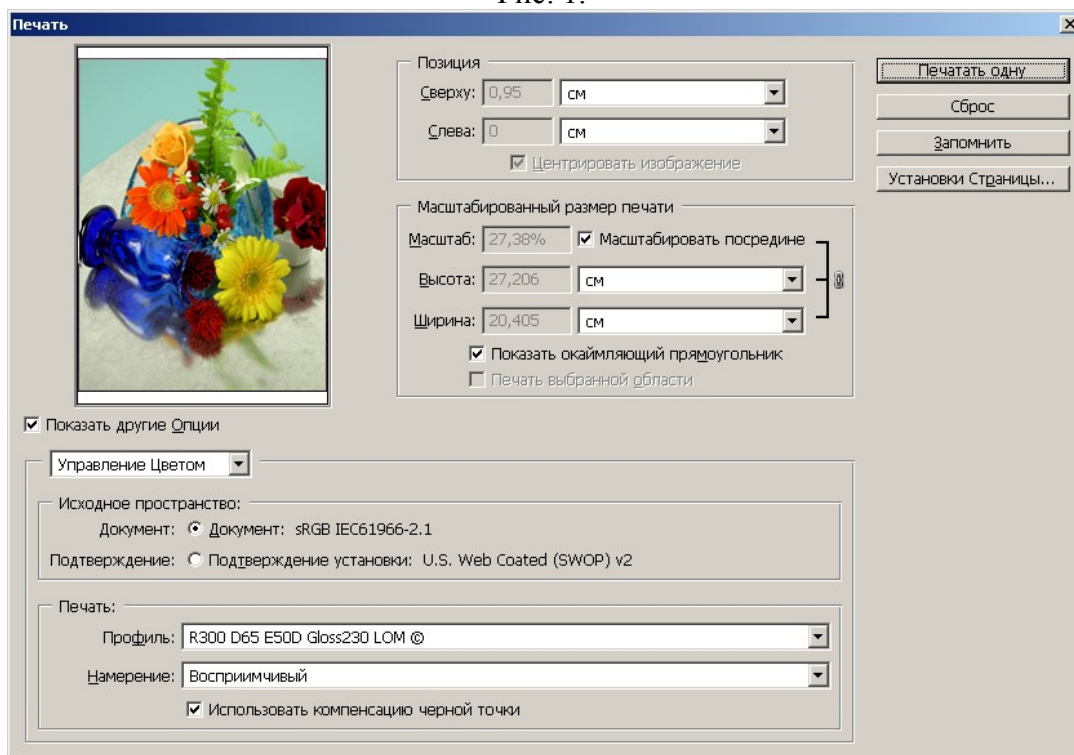 Рис. 1.
Печать
Позиция
Сверху: 0,95 см
Слева: 0 см
Центрировать изображение
Печатать одну
Сброс
Запомнить
Установки Страницы...
Масштабированный размер печати
Масштаб: 27,38% Масштабировать посредине
Высота: 27,206 см
Ширина: 20,405 см
Показать окаймляющий прямоугольник
Печать выбранной области
Показать другие Опции
Управление Цветом
Исходное пространство:
Документ: Документ: sRGB IEC61966-2.1
Подтверждение: Подтверждение установки: U.S. Web Coated (SWOP) v2
Печать:
Профиль: R300 D65 E50D Gloss230 LOM ©
Намерение: Восприимчивый
Использовать компенсацию черной точки